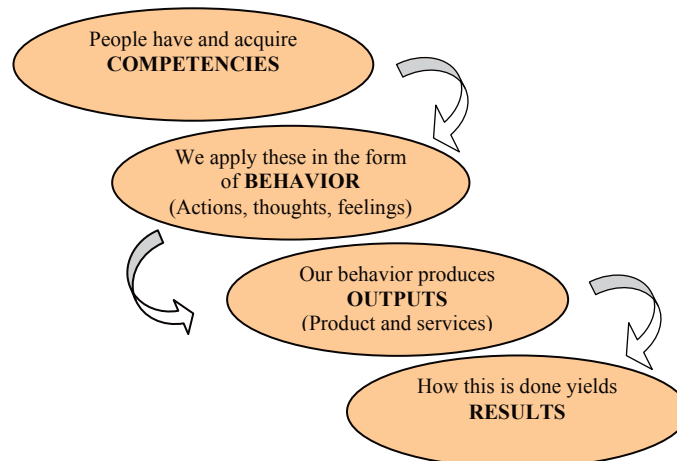 People have and acquire
COMPETENCIES
We apply these in the form
of BEHAVIOR
(Actions, thoughts, feelings)
Our behavior produces
OUTPUTS
(Product and services)
How this is done yields
RESULTS